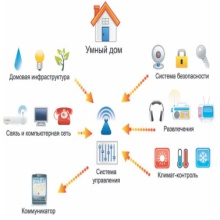 Умный дом
Домовая инфраструктура
Система безопасности
Связь и компьютерная сеть
Развлечения
Система
управления
Климат-контроль
Коммуникатор